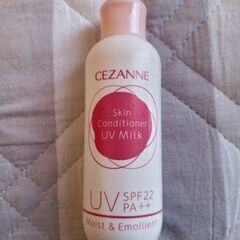 CEZANNE
Skin
Conditioner
UV Milk
UV SPF22
PA++
Moist & Emollient